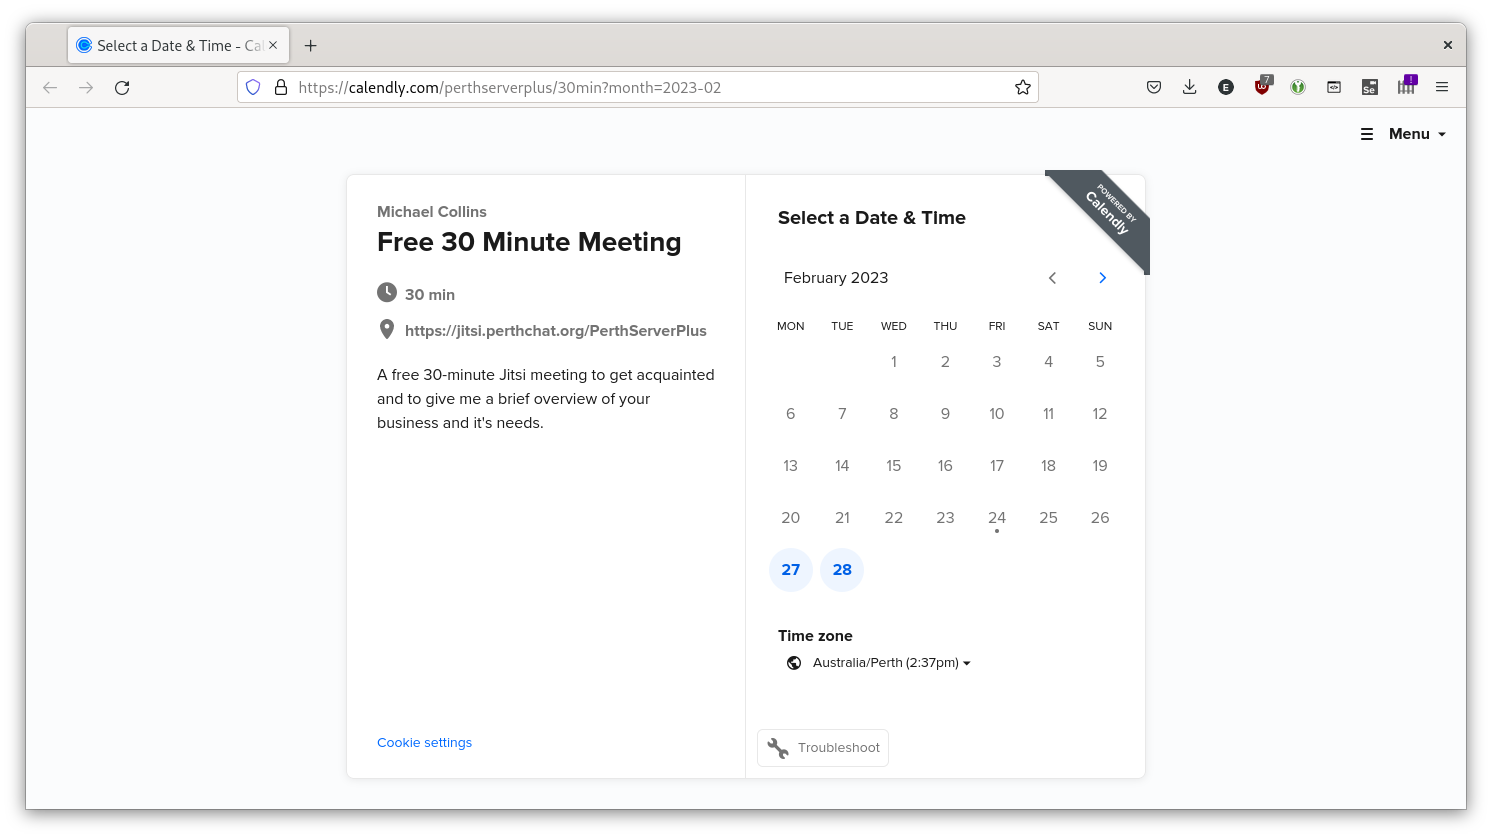 Select a Date & Time - Cal
https://calendly.com/perthserverplus/30min?month=2023-02
E
7
Se
!
Menu
Michael Collins
Free 30 Minute Meeting
30 min
https://jitsi.perthchat.org/PerthServerPlus
A free 30-minute Jitsi meeting to get acquainted
and to give me a brief overview of your
business and it's needs.
Cookie settings
POWERED BY
Calendly
Select a Date & Time
February 2023
MON TUE WED THU FRI SAT SUN
1 2 3 4 5
6 7 8 9 10 11 12
13 14 15 16 17 18 19
20 21 22 23 24 25 26
27 28
Time zone
Australia/Perth (2:37pm)
Troubleshoot